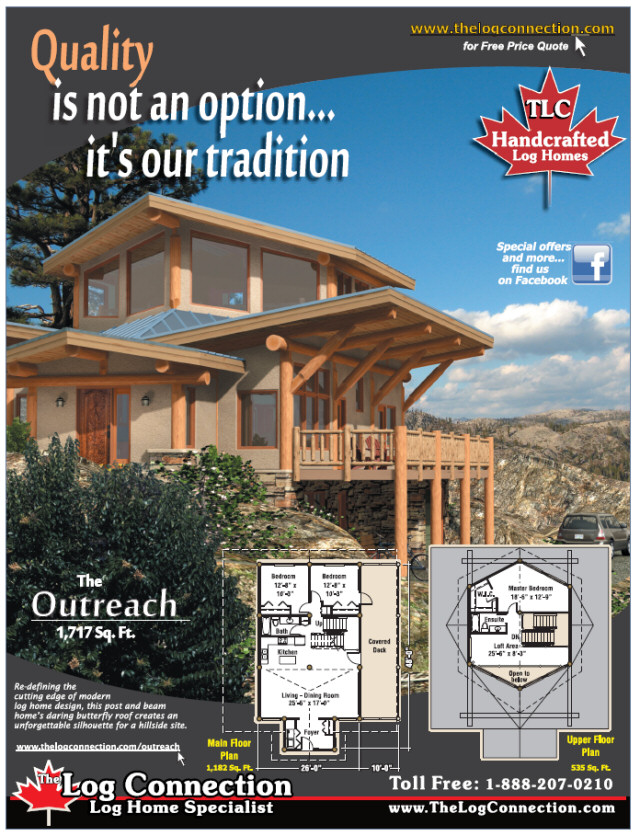 www.thelogconnection.com
for Free Price Quote
Quality
is not an option...
it's our tradition
TLC
Handcrafted
Log Homes
Special offers
and more...
find us
on Facebook
f
The
Outreach
1,717 Sq. Ft.
Re-defining the
cutting edge of modern
log home design, this post and beam
home's daring butterfly roof creates an
unforgettable silhouette for a hillside site.
www.thelogconnection.com/outreach
Bedroom
12'-8" x
10'-3"
Bedroom
12'-8" x
10'-3"
Bath
Up
Kitchen
Covered
Deck
Living - Dining Room
25'-6" x 17'-0"
Foyer
26'-0"
10'-0"
Main Floor
Plan
1,182 Sq. Ft.
Master Bedroom
18'-6" x 12'-9"
W.I.C.
Ensuite
DN
Loft Area
25'-6" x 8'-3"
Open to
below
Upper Floor
Plan
535 Sq. Ft.
The
Log Connection
Log Home Specialist
Toll Free: 1-888-207-0210
www.TheLogConnection.com